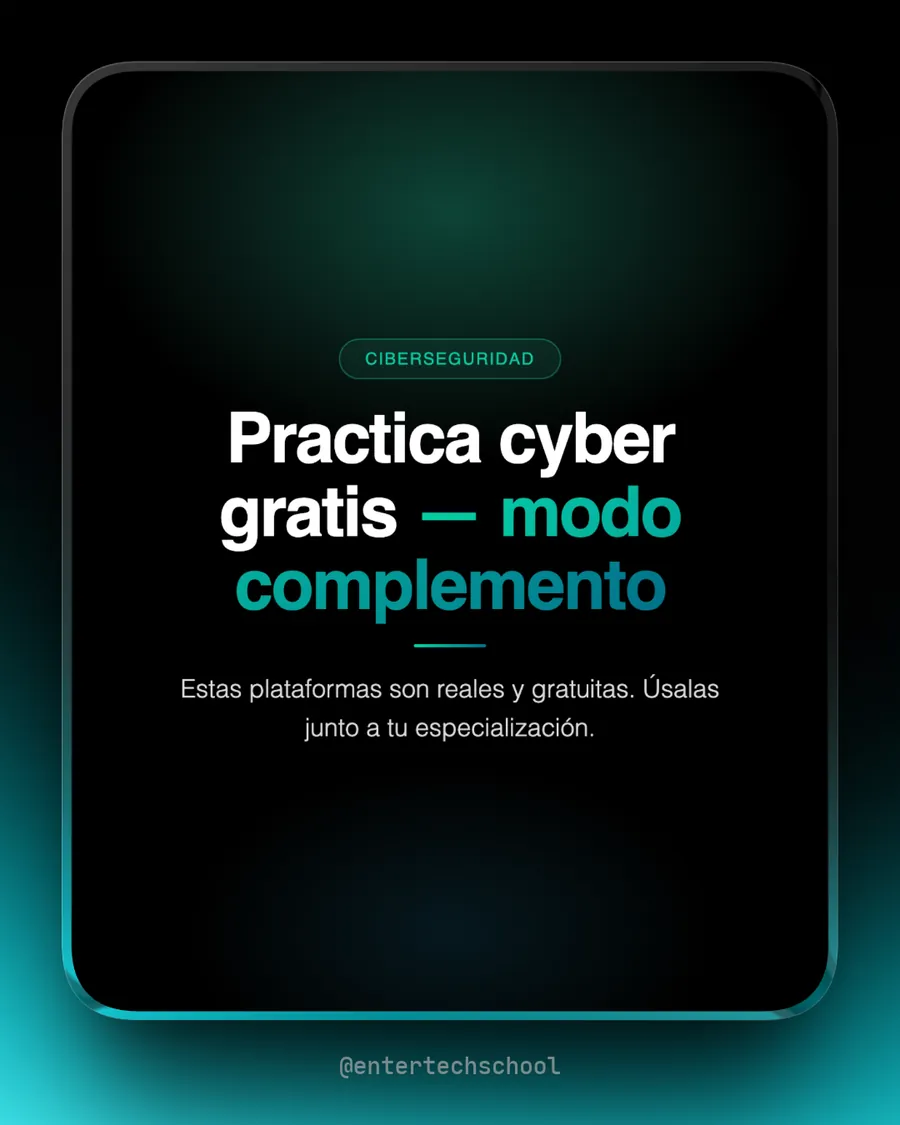 CIBERSEGURIDAD
Practica cyber
gratis — modo
complemento
Estas plataformas son reales y gratuitas. Úsalas
junto a tu especialización.
@entertechschool